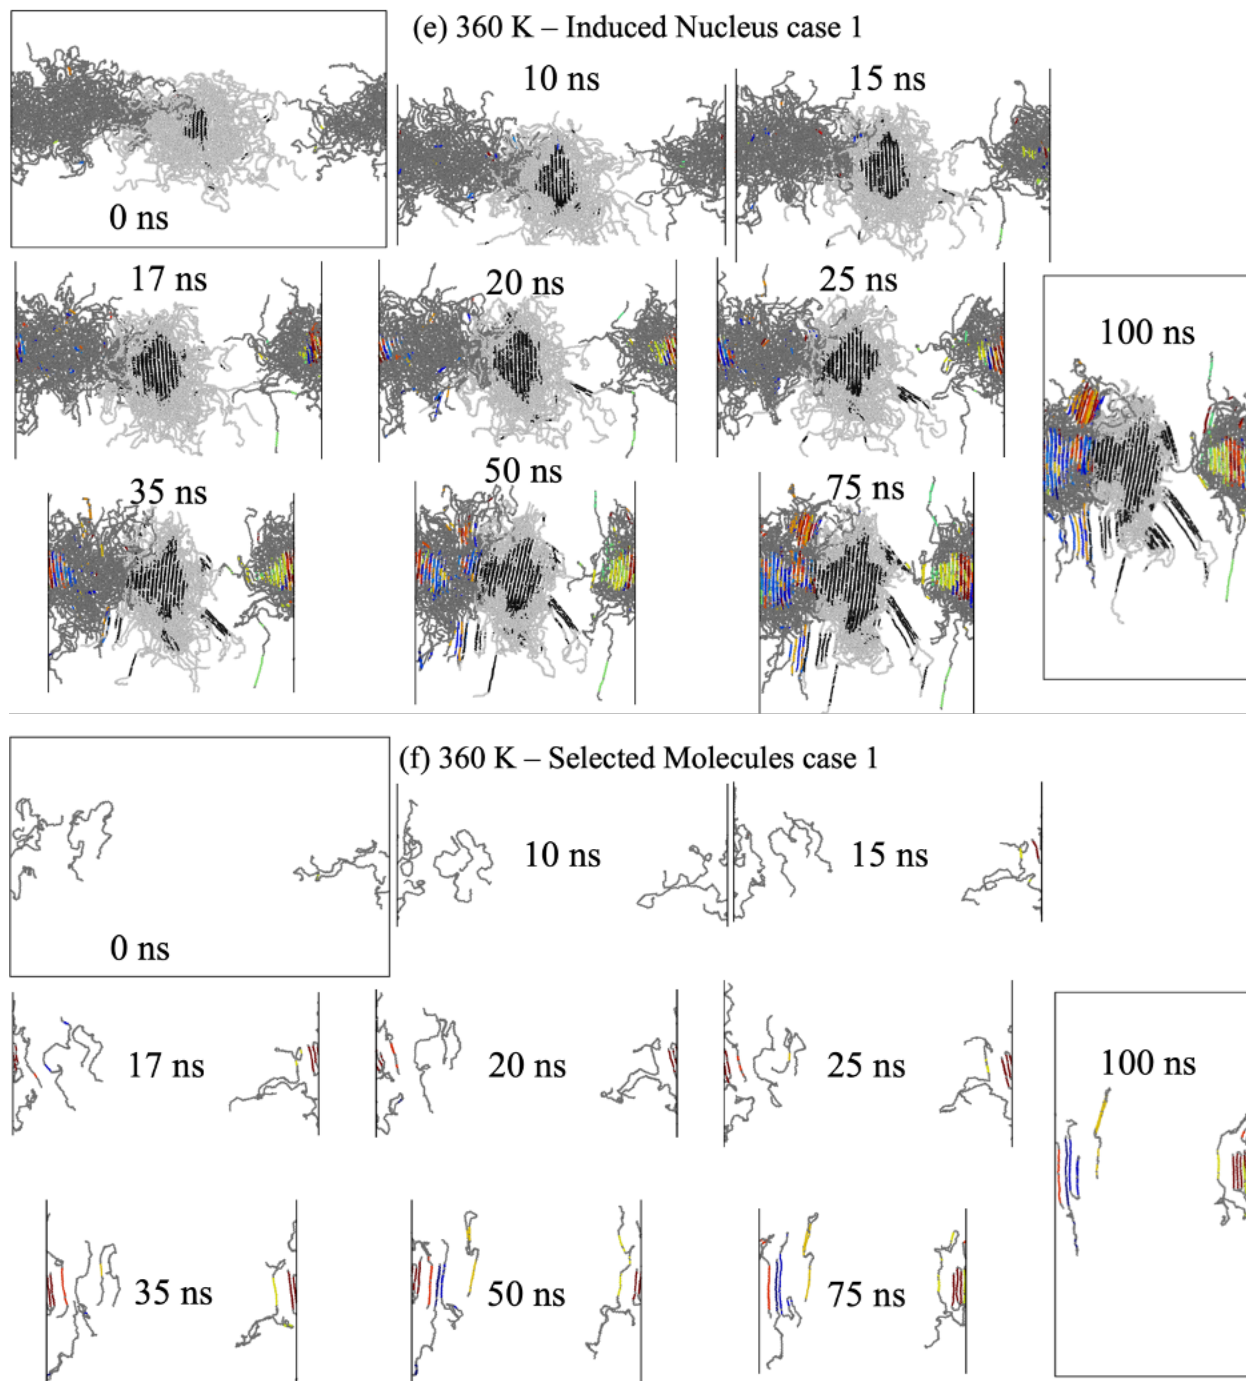 (e) 360 K – Induced Nucleus case 1
0 ns
10 ns
15 ns
17 ns
20 ns
25 ns
100 ns
35 ns
50 ns
75 ns
(f) 360 K – Selected Molecules case 1
0 ns
10 ns
15 ns
17 ns
20 ns
25 ns
100 ns
35 ns
50 ns
75 ns